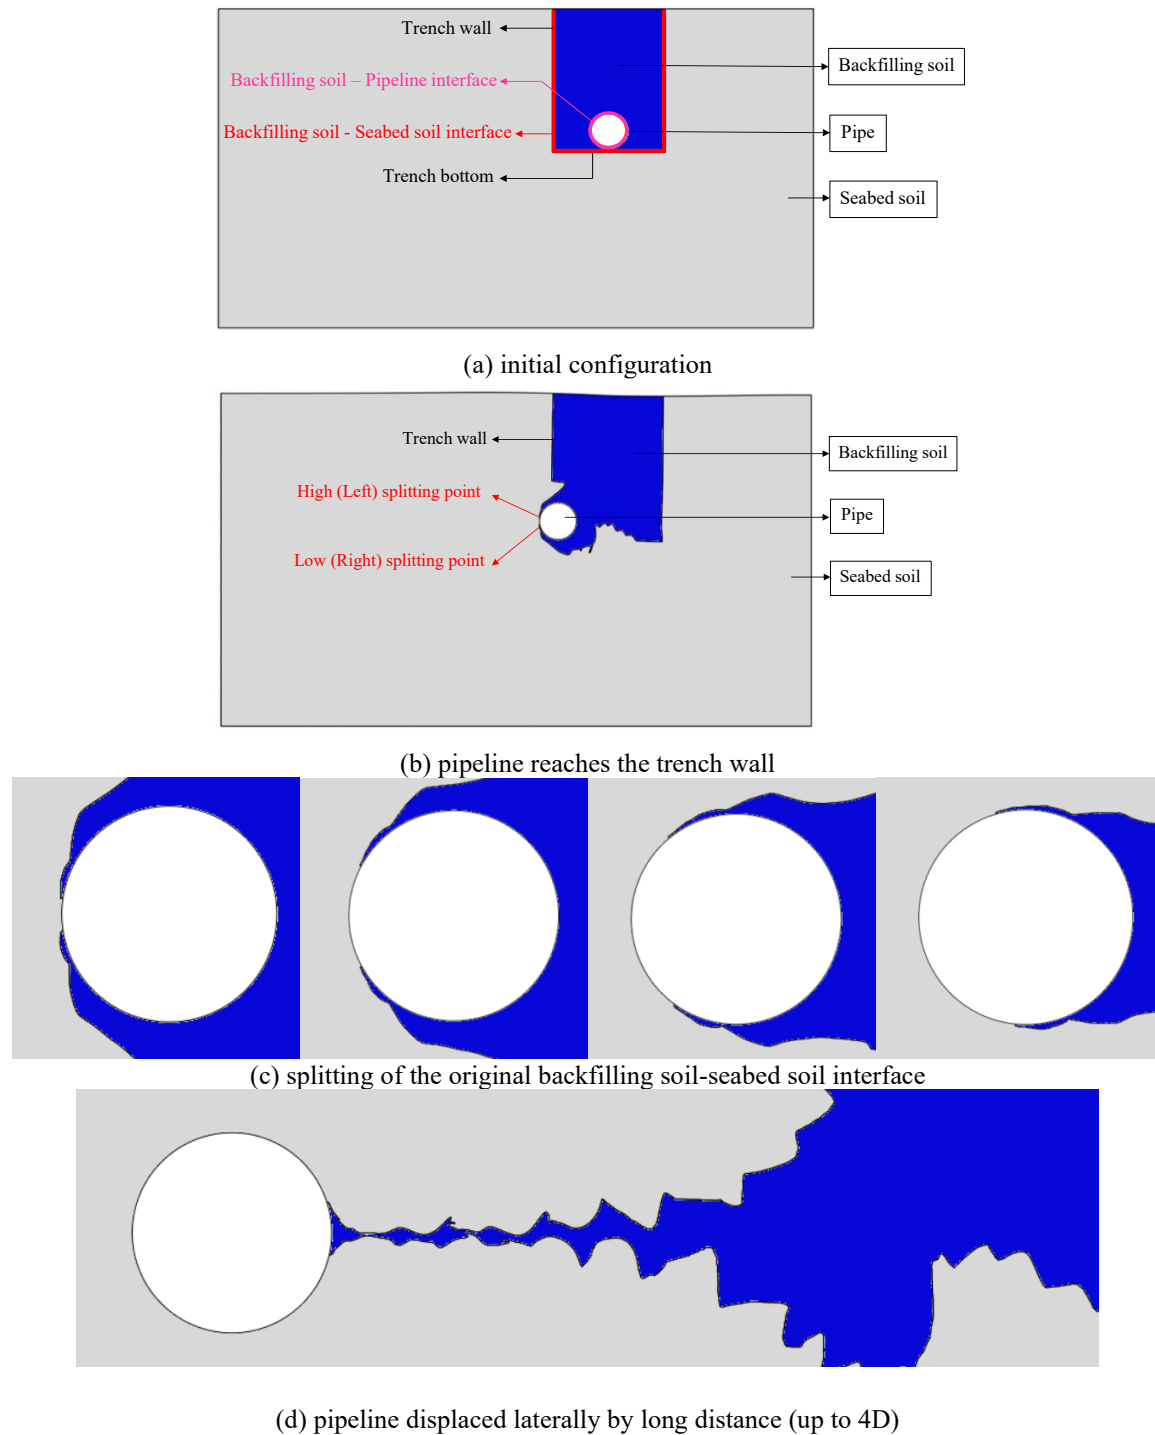 Trench wall
Backfilling soil
Backfilling soil – Pipeline interface
Backfilling soil - Seabed soil interface
Pipe
Trench bottom
Seabed soil
(a) initial configuration
Trench wall
Backfilling soil
High (Left) splitting point
Pipe
Low (Right) splitting point
Seabed soil
(b) pipeline reaches the trench wall
(c) splitting of the original backfilling soil-seabed soil interface
(d) pipeline displaced laterally by long distance (up to 4D)